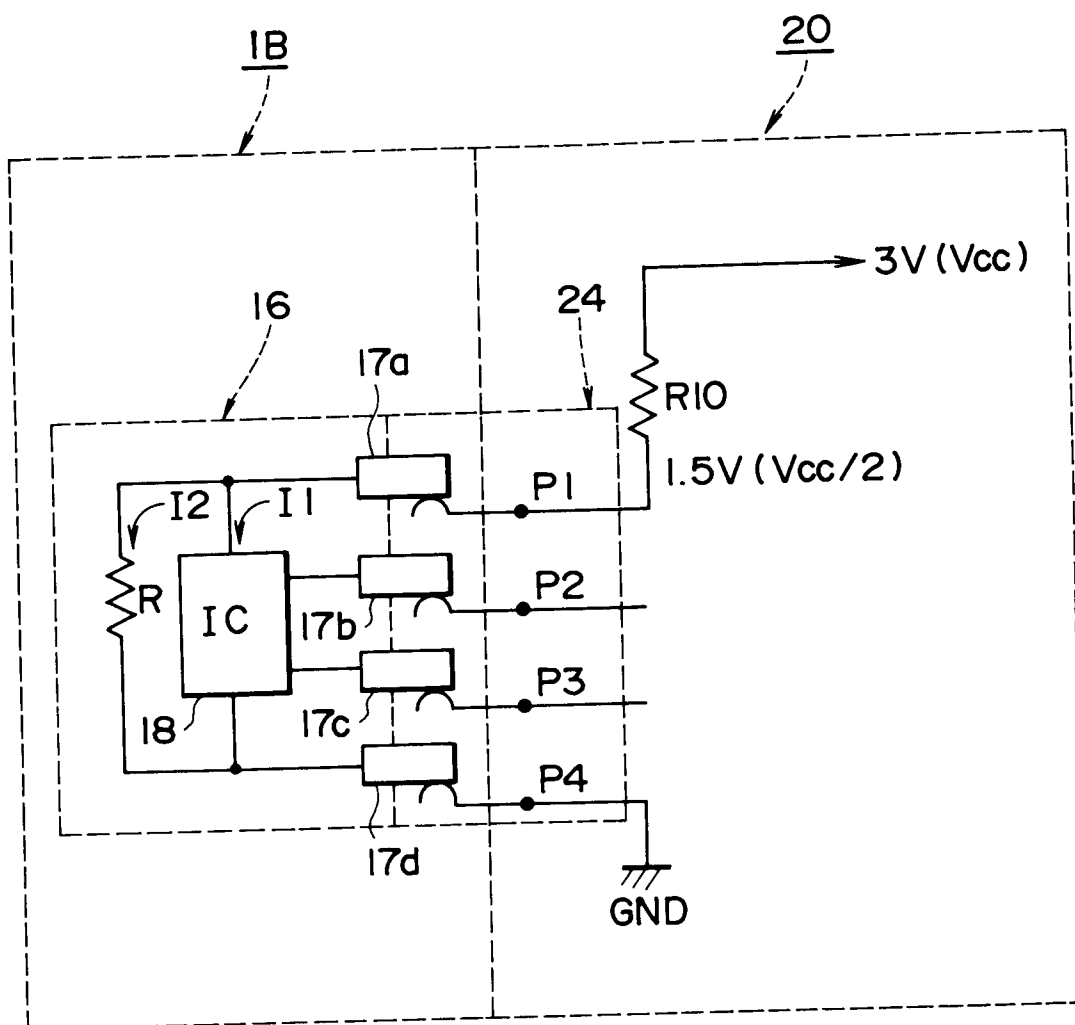 1B
20
3V(Vcc)
16
24
17a
R10
1.5V(Vcc/2)
P1
I2
I1
P2
R
IC
17b
P3
18
17c
P4
17d
GND